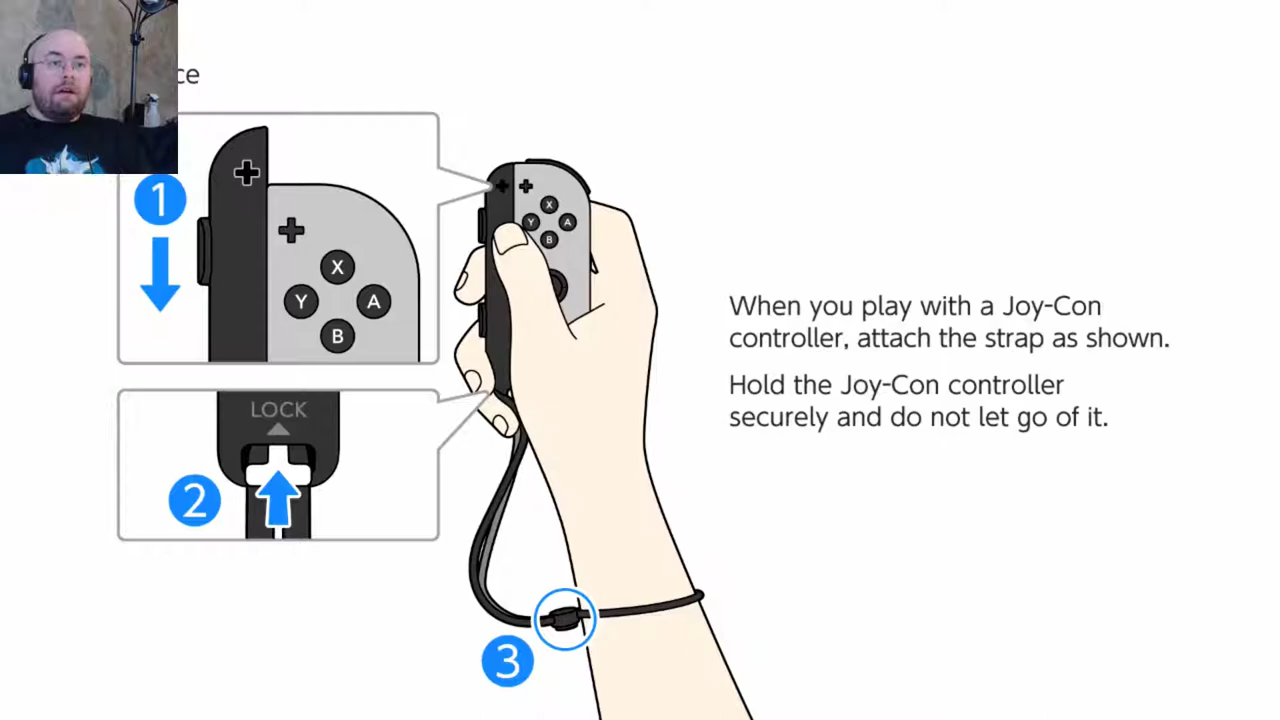 ce
1
X
Y
A
B
X
Y
A
B
When you play with a Joy-Con
controller, attach the strap as shown.
Hold the Joy-Con controller
securely and do not let go of it.
LOCK
2
3